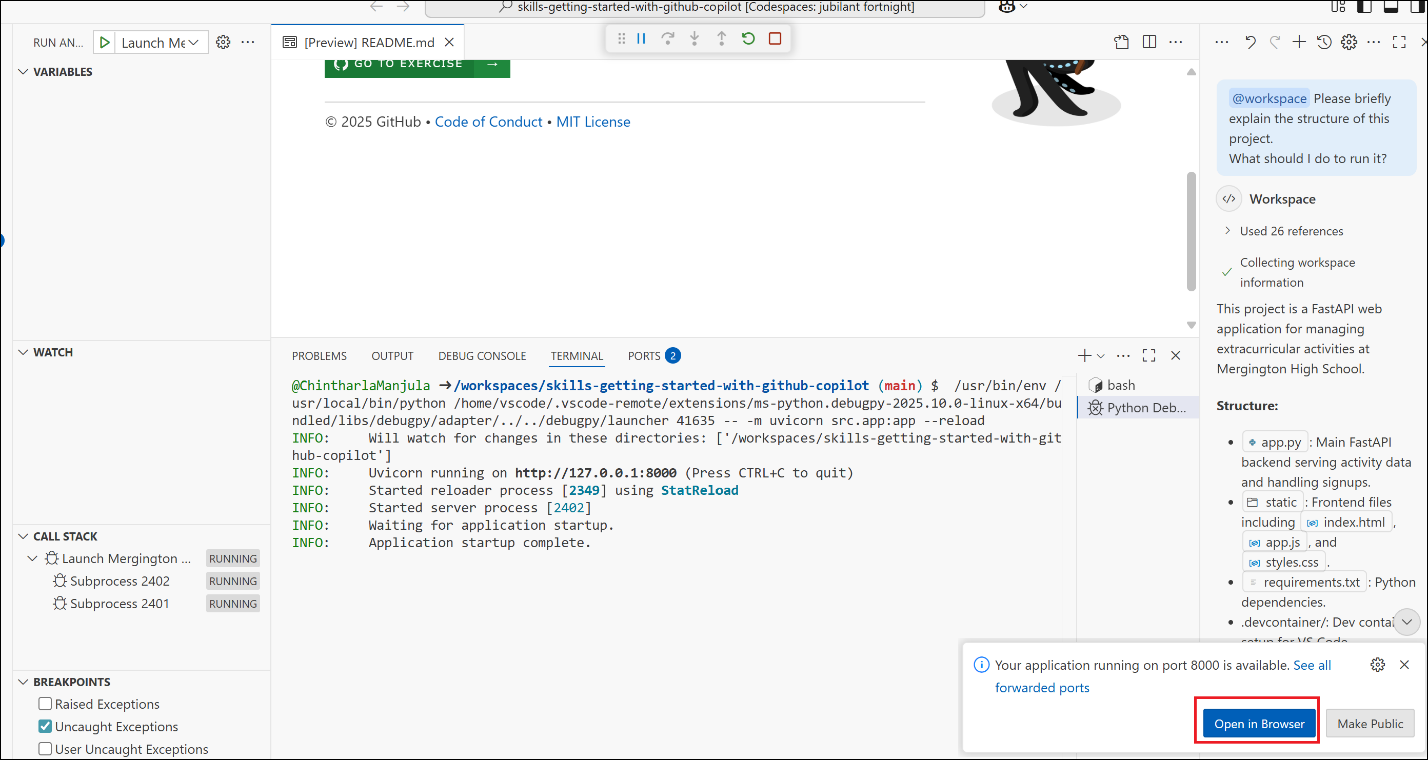 skills-getting-started-with-github-copilot [Codespaces: jubilant fortnight]
RUN AN...
Launch Me
[Preview] README.md
VARIABLES
GO TO EXERCISE →
© 2025 GitHub • Code of Conduct • MIT License
WATCH
CALL STACK
Launch Mergington ... RUNNING
Subprocess 2402 RUNNING
Subprocess 2401 RUNNING
BREAKPOINTS
Raised Exceptions
Uncaught Exceptions
User Uncaught Exceptions
PROBLEMS OUTPUT DEBUG CONSOLE TERMINAL PORTS 2
@ChintharlaManjula ➜/workspaces/skills-getting-started-with-github-copilot (main) $ /usr/bin/env /
usr/local/bin/python /home/vscode/.vscode-remote/extensions/ms-python.debugpy-2025.10.0-linux-x64/bu
ndled/libs/debugpy/adapter/../../debugpy/launcher 41635 -- -m uvicorn src.app:app --reload
INFO: Will watch for changes in these directories: ['/workspaces/skills-getting-started-with-git
hub-copilot']
INFO: Uvicorn running on http://127.0.0.1:8000 (Press CTRL+C to quit)
INFO: Started reloader process [2349] using StatReload
INFO: Started server process [2402]
INFO: Waiting for application startup.
INFO: Application startup complete.
bash
Python Deb...
@workspace Please briefly
explain the structure of this
project.
What should I do to run it?
Workspace
Used 26 references
Collecting workspace
information
This project is a FastAPI web
application for managing
extracurricular activities at
Mergington High School.
Structure:
• app.py : Main FastAPI
backend serving activity data
and handling signups.
• static : Frontend files
including index.html ,
app.js , and
styles.css .
• requirements.txt : Python
dependencies.
• .devcontainer/: Dev contai
setup for VS Code
Your application running on port 8000 is available. See all
forwarded ports
Open in Browser
Make Public